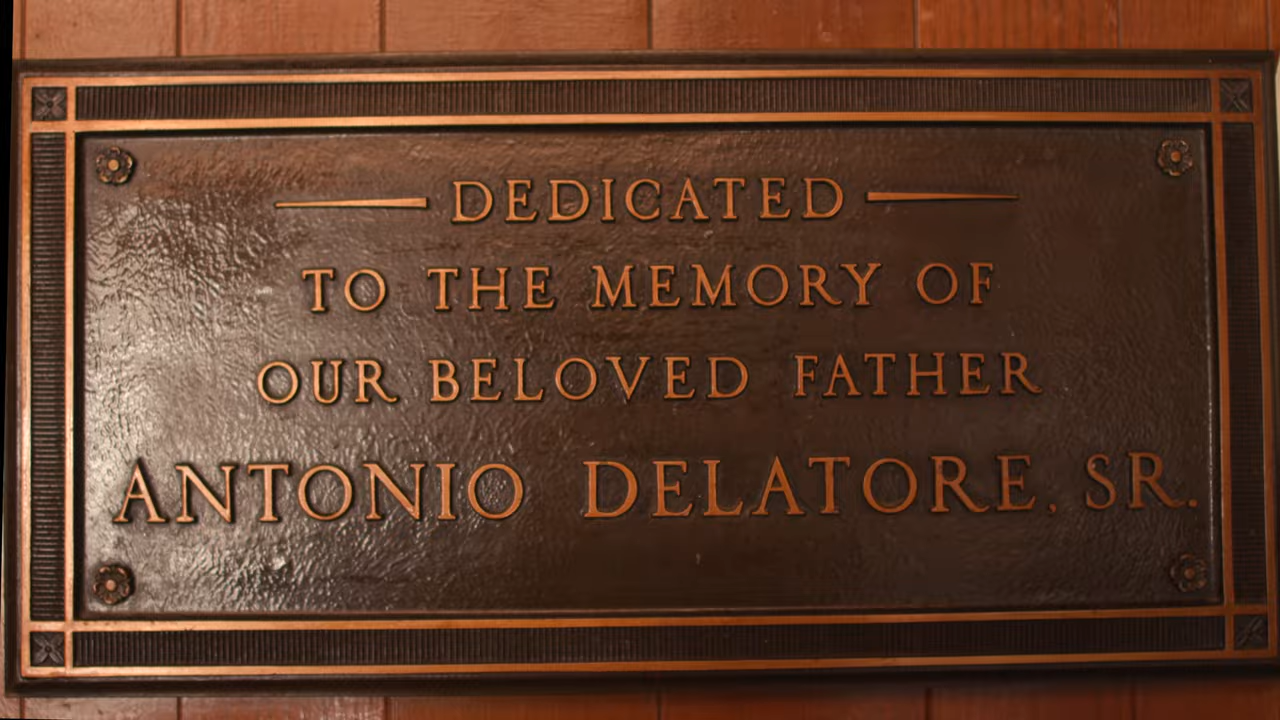 DEDICATED
TO THE MEMORY OF
OUR BELOVED FATHER
ANTONIO DELATORE, SR.